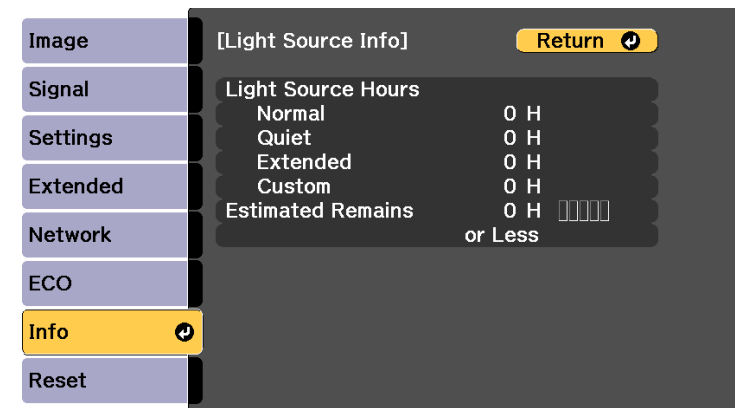 Image
Signal
Settings
Extended
Network
ECO
Info
Reset
[Light Source Info]
Return
Light Source Hours
Normal 0 H
Quiet 0 H
Extended 0 H
Custom 0 H
Estimated Remains 0 H
or Less